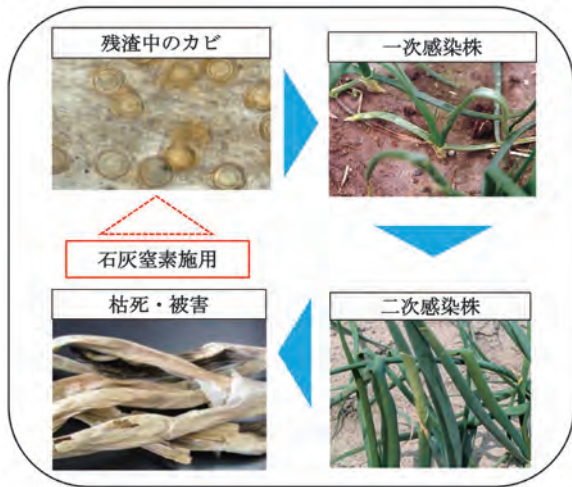 残渣中のカビ
一次感染株
石灰窒素施用
枯死・被害
二次感染株